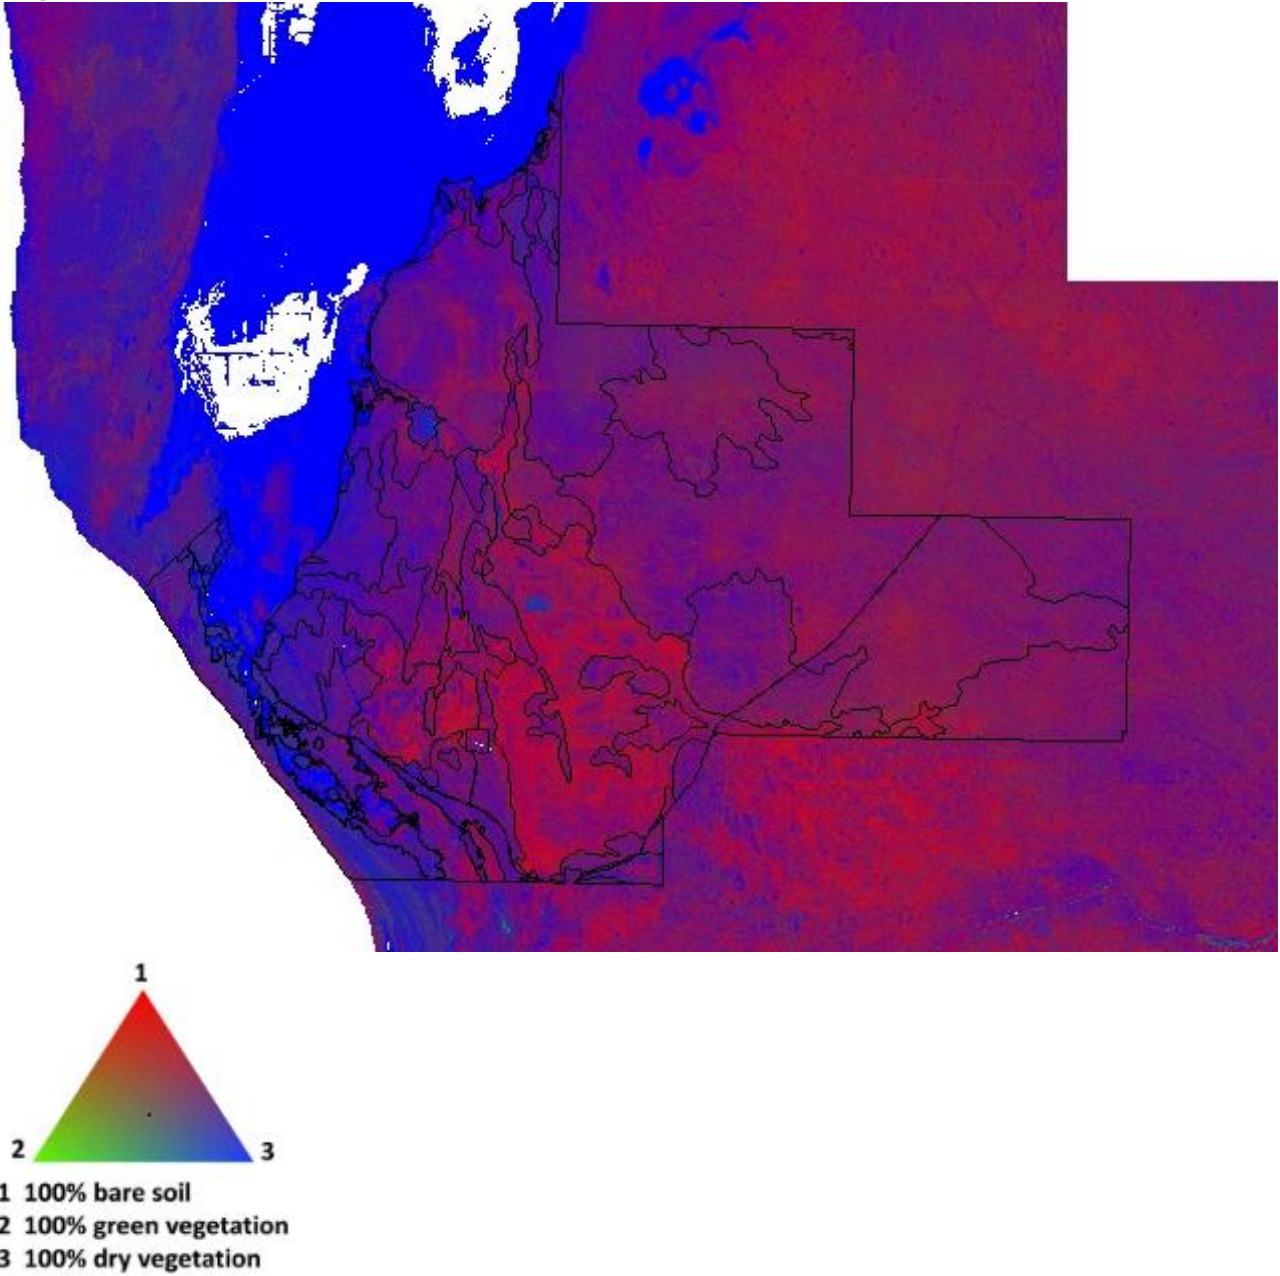 1
2
3
1 100% bare soil
2 100% green vegetation
3 100% dry vegetation